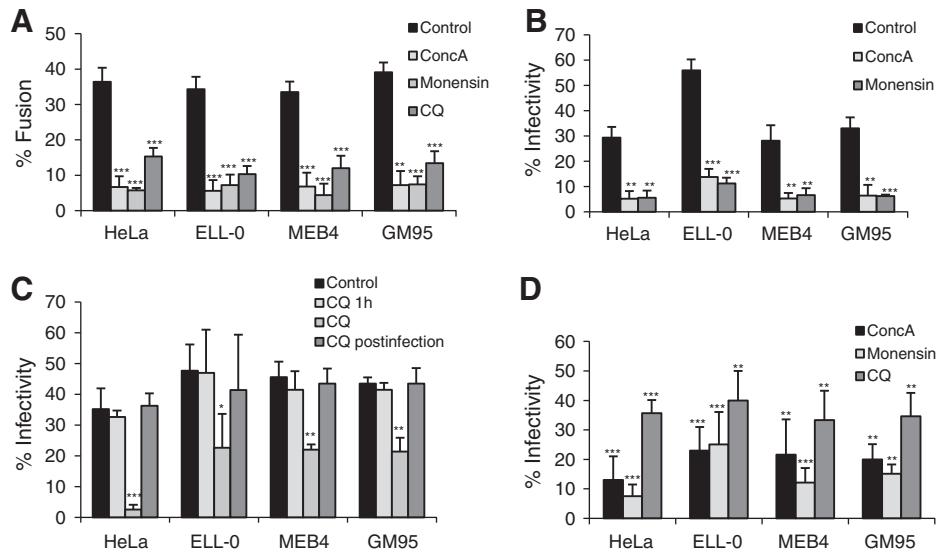 A
% Fusion
50
40
30
20
10
0
Control
ConcA
Monensin
CQ
*** *** *** *** *** *** *** *** *** ** *** ***
HeLa ELL-0 MEB4 GM95
B
% Infectivity
70
60
50
40
30
20
10
0
Control
ConcA
Monensin
** ** *** *** ** ** ** ***
HeLa ELL-0 MEB4 GM95
C
% Infectivity
70
60
50
40
30
20
10
0
Control
CQ 1h
CQ
CQ postinfection
*** * ** **
HeLa ELL-0 MEB4 GM95
D
% Infectivity
60
50
40
30
20
10
0
ConcA
Monensin
CQ
*** *** *** *** *** ** ** *** ** ** ** **
HeLa ELL-0 MEB4 GM95